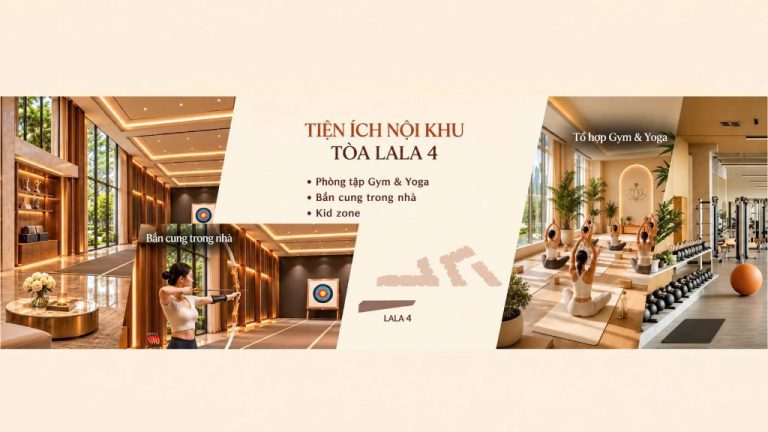 TIỆN ÍCH NỘI KHU
TÒA LALA 4
• Phòng tập Gym & Yoga
• Bắn cung trong nhà
• Kid zone
Bắn cung trong nhà
Tổ hợp Gym & Yoga
LALA 4